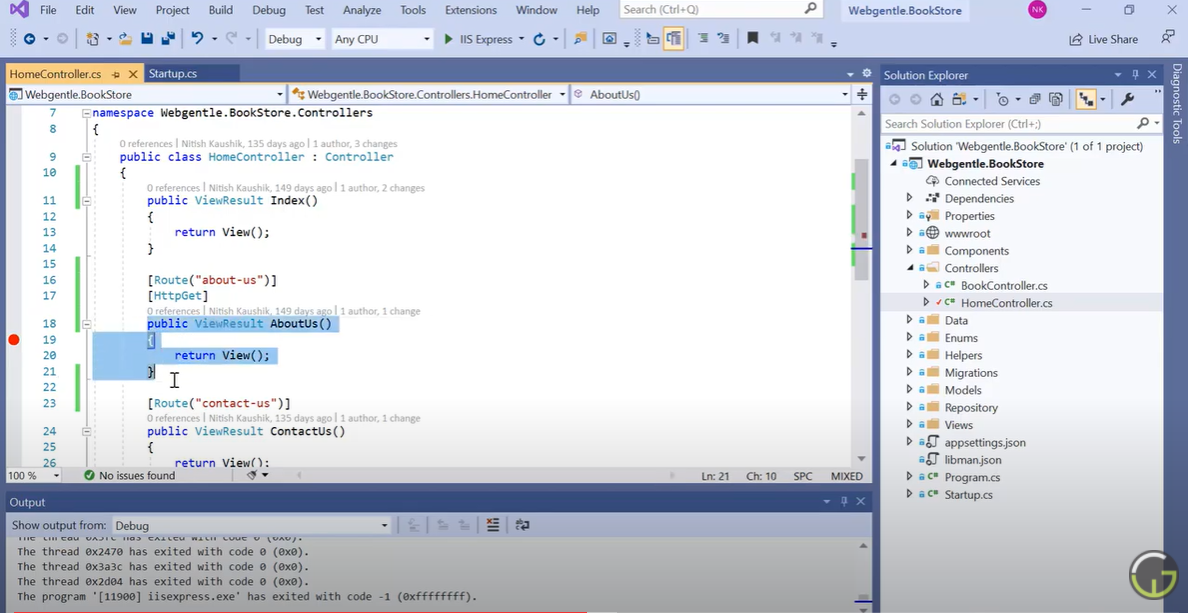 File Edit View Project Build Debug Test Analyze Tools Extensions Window Help Search (Ctrl+Q) Webgentle.BookStore NK
Debug Any CPU IIS Express Live Share
HomeController.cs Startup.cs
Webgentle.BookStore Webgentle.BookStore.Controllers.HomeController AboutUs()
7 namespace Webgentle.BookStore.Controllers
8 {
0 references | Nitish Kaushik, 135 days ago | 1 author, 3 changes
9 public class HomeController : Controller
10 {
0 references | Nitish Kaushik, 149 days ago | 1 author, 2 changes
11 public ViewResult Index()
12 {
13 return View();
14 }
15
16 [Route("about-us")]
17 [HttpGet]
0 references | Nitish Kaushik, 149 days ago | 1 author, 1 change
18 public ViewResult AboutUs()
19 {
20 return View();
21 }
22
23 [Route("contact-us")]
0 references | Nitish Kaushik, 135 days ago | 1 author, 1 change
24 public ViewResult ContactUs()
25 {
26 return View();
100 % No issues found Ln: 21 Ch: 10 SPC MIXED
Output
Show output from: Debug
The thread 0x2470 has exited with code 0 (0x0).
The thread 0x3a3c has exited with code 0 (0x0).
The thread 0x2d04 has exited with code 0 (0x0).
The program '[11900] iisexpress.exe' has exited with code -1 (0xffffffff).
Solution Explorer
Search Solution Explorer (Ctrl+;)
Solution 'Webgentle.BookStore' (1 of 1 project)
Webgentle.BookStore
Connected Services
Dependencies
Properties
wwwroot
Components
Controllers
BookController.cs
HomeController.cs
Data
Enums
Helpers
Migrations
Models
Repository
Views
appsettings.json
libman.json
Program.cs
Startup.cs
Diagnostic Tools